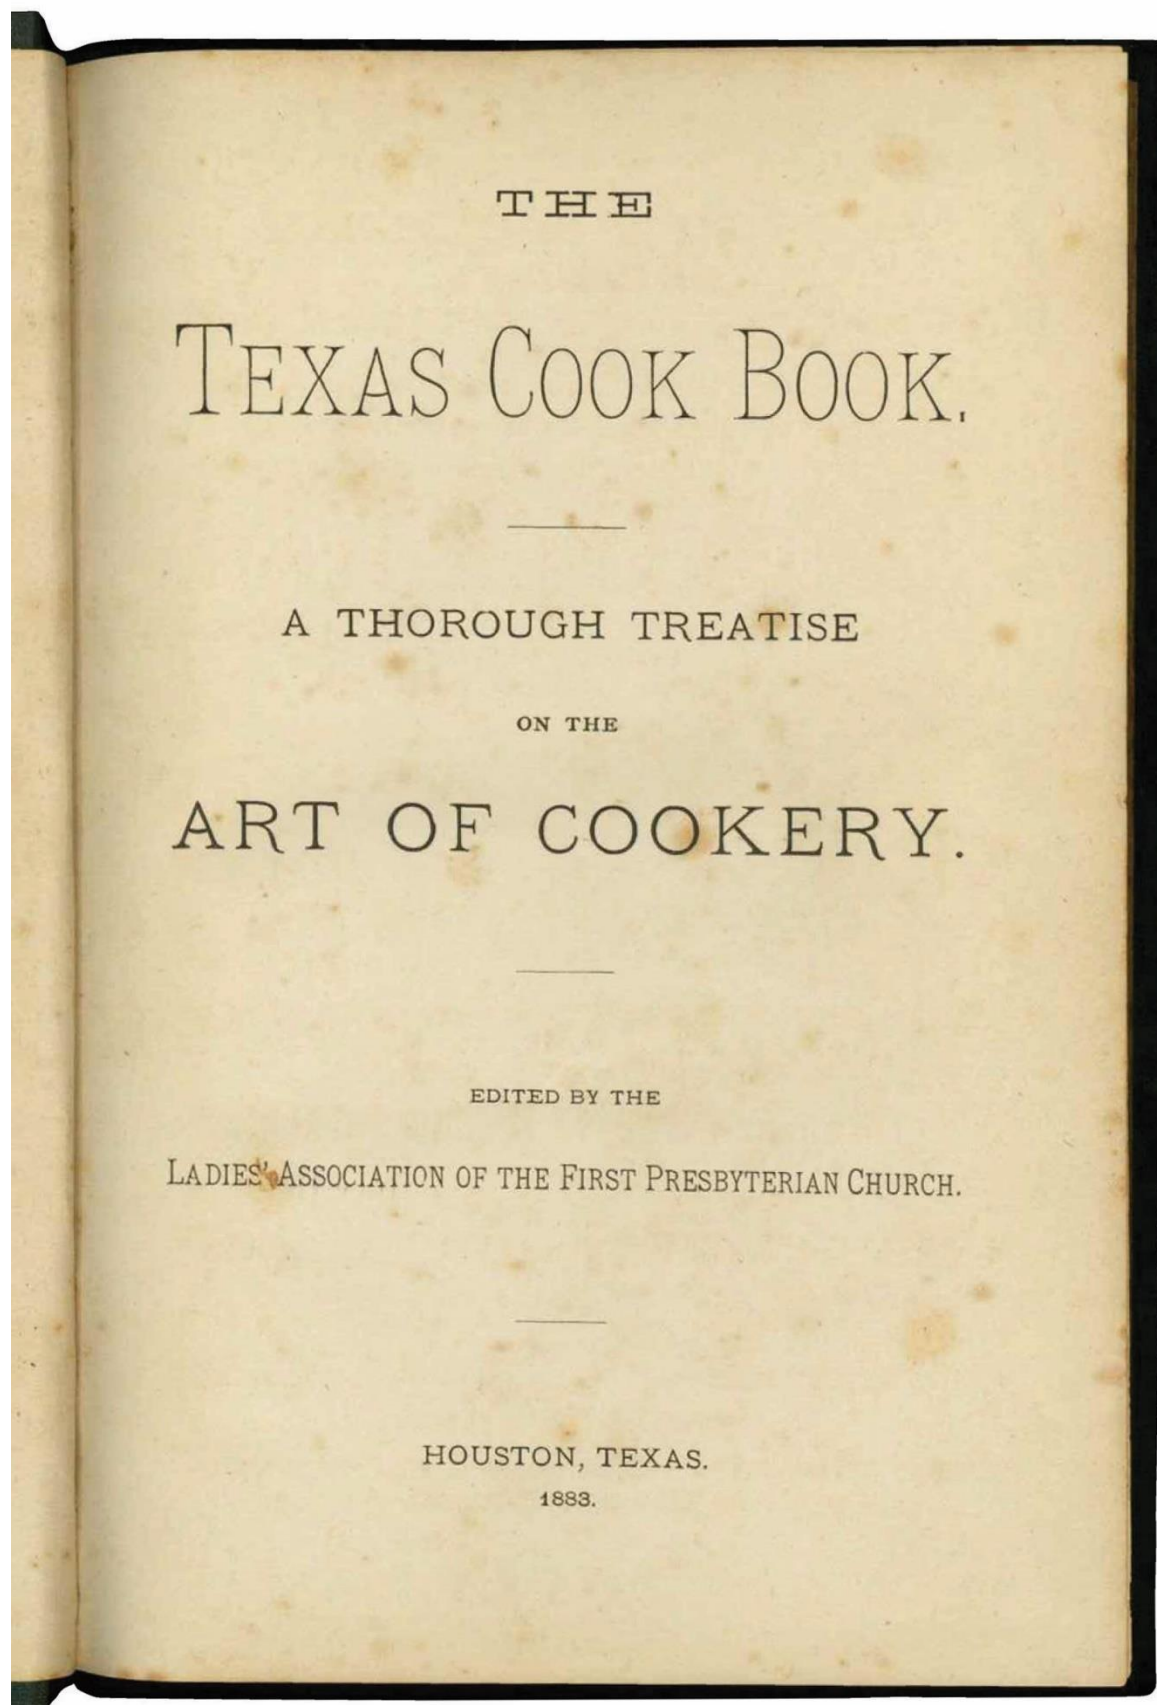 THE
TEXAS COOK BOOK.
A THOROUGH TREATISE
ON THE
ART OF COOKERY.
EDITED BY THE
LADIES' ASSOCIATION OF THE FIRST PRESBYTERIAN CHURCH.
HOUSTON, TEXAS.
1883.